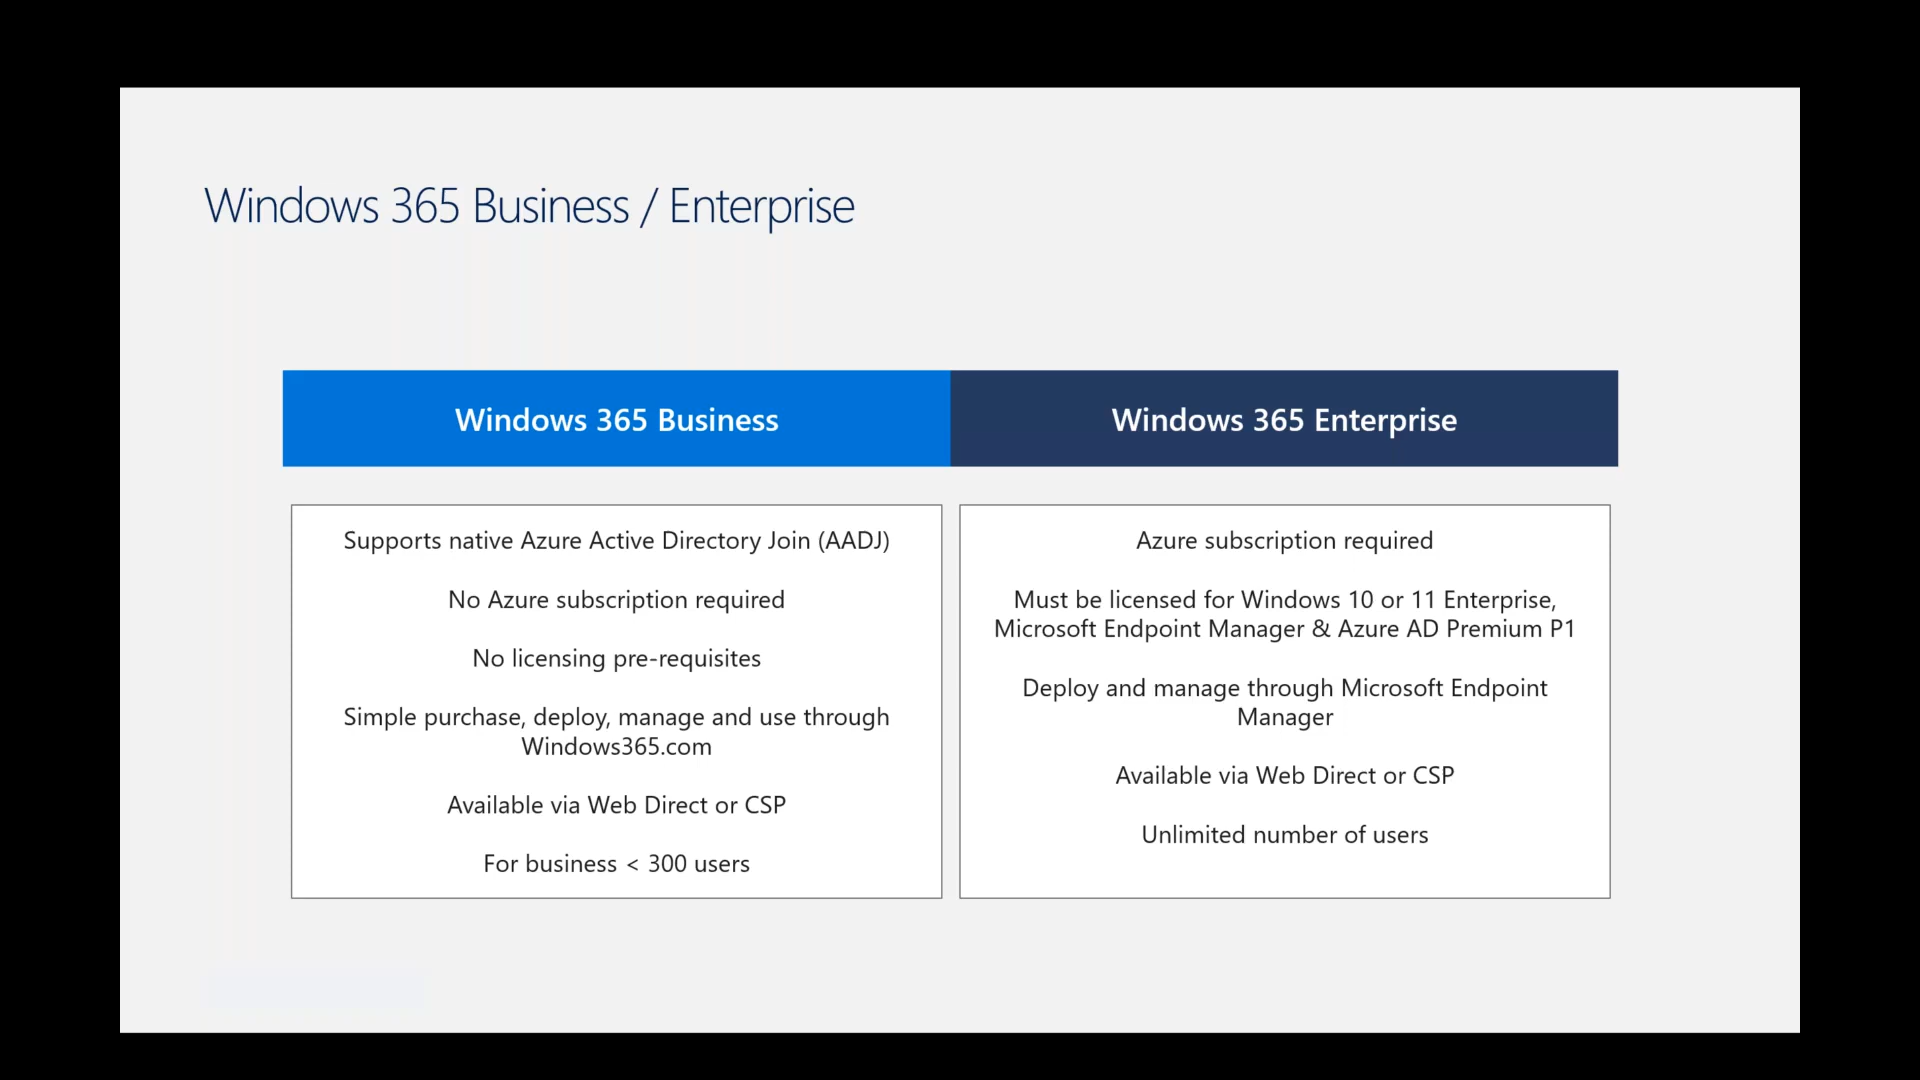 Windows 365 Business / Enterprise
Windows 365 Business
Windows 365 Enterprise
Supports native Azure Active Directory Join (AADJ)
No Azure subscription required
No licensing pre-requisites
Simple purchase, deploy, manage and use through
Windows365.com
Available via Web Direct or CSP
For business < 300 users
Azure subscription required
Must be licensed for Windows 10 or 11 Enterprise,
Microsoft Endpoint Manager & Azure AD Premium P1
Deploy and manage through Microsoft Endpoint
Manager
Available via Web Direct or CSP
Unlimited number of users